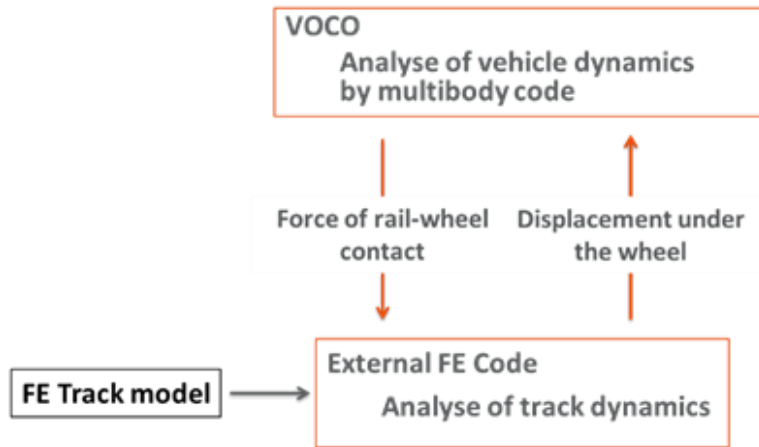 VOCO
Analyse of vehicle dynamics
by multibody code
Force of rail-wheel
contact
Displacement under
the wheel
External FE Code
Analyse of track dynamics
FE Track model